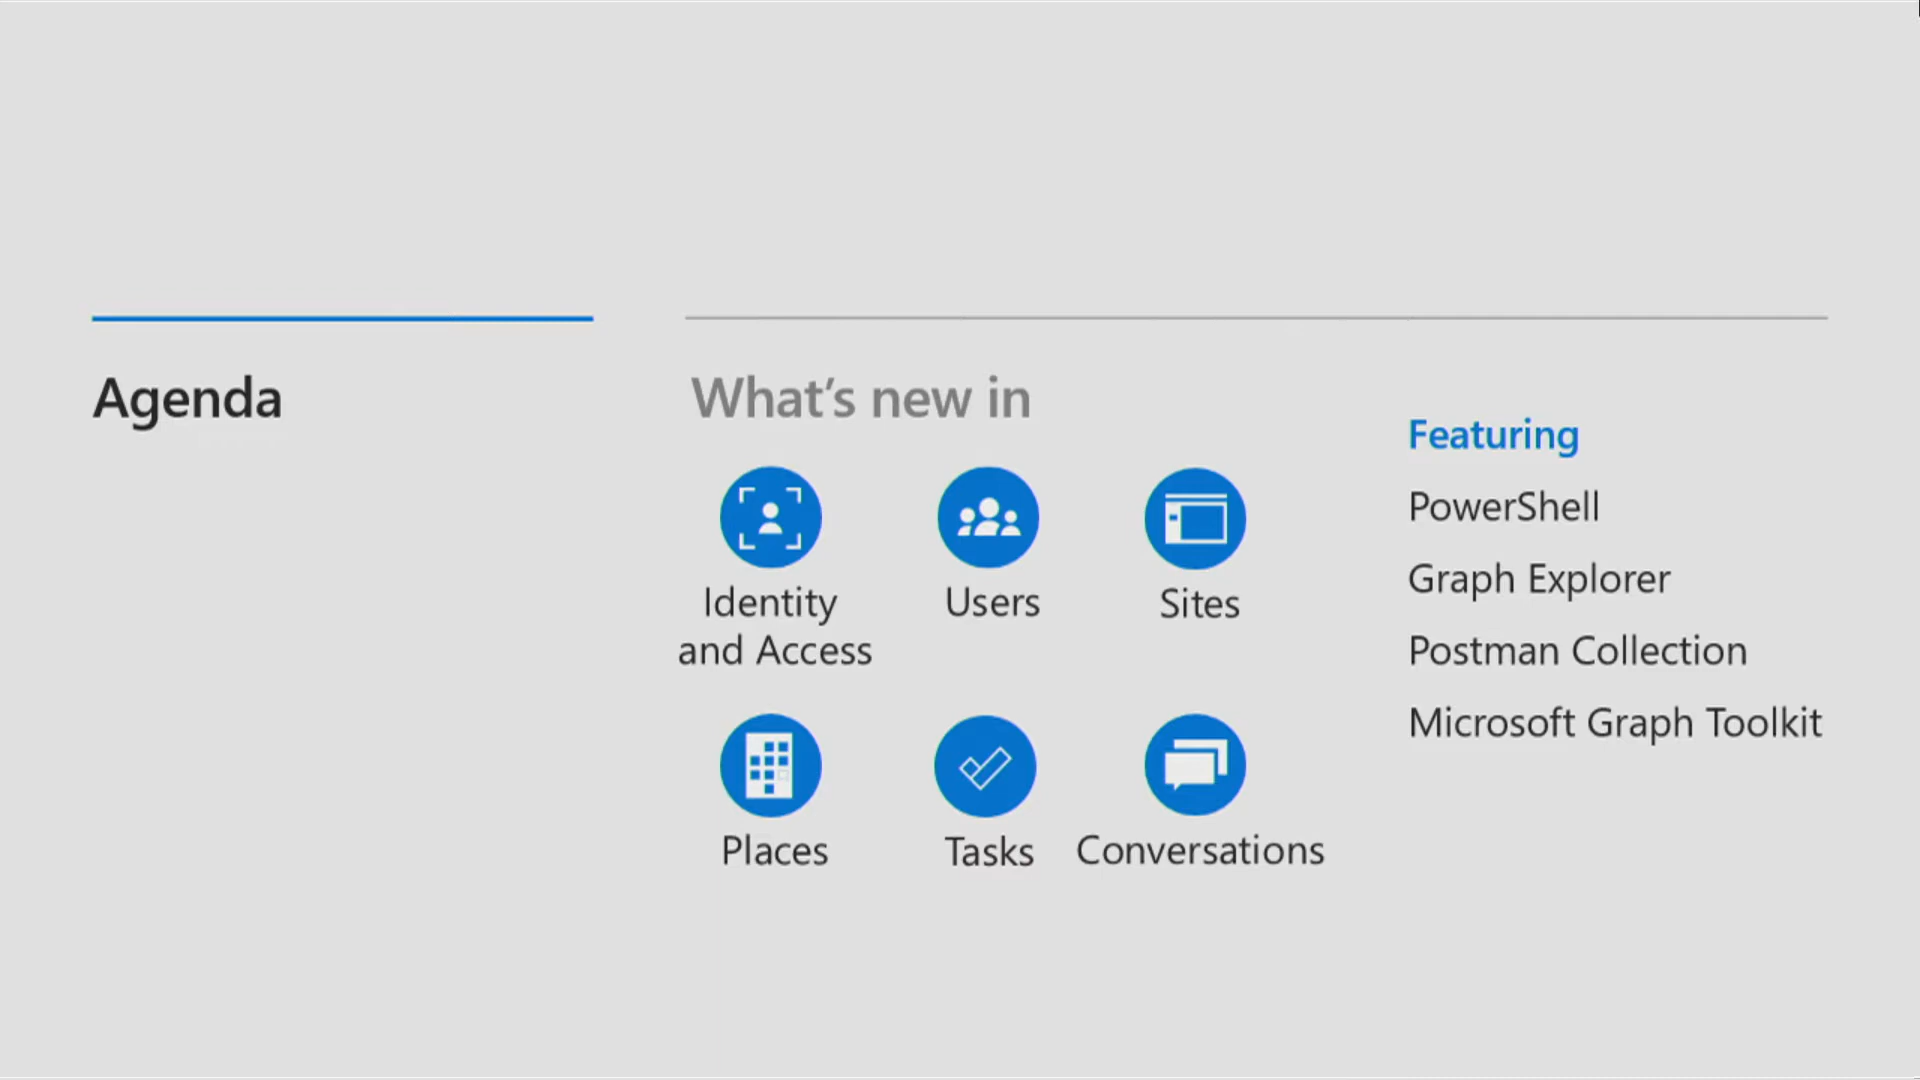 Agenda
What's new in
Identity
and Access
Users
Sites
Places
Tasks
Conversations
Featuring
PowerShell
Graph Explorer
Postman Collection
Microsoft Graph Toolkit